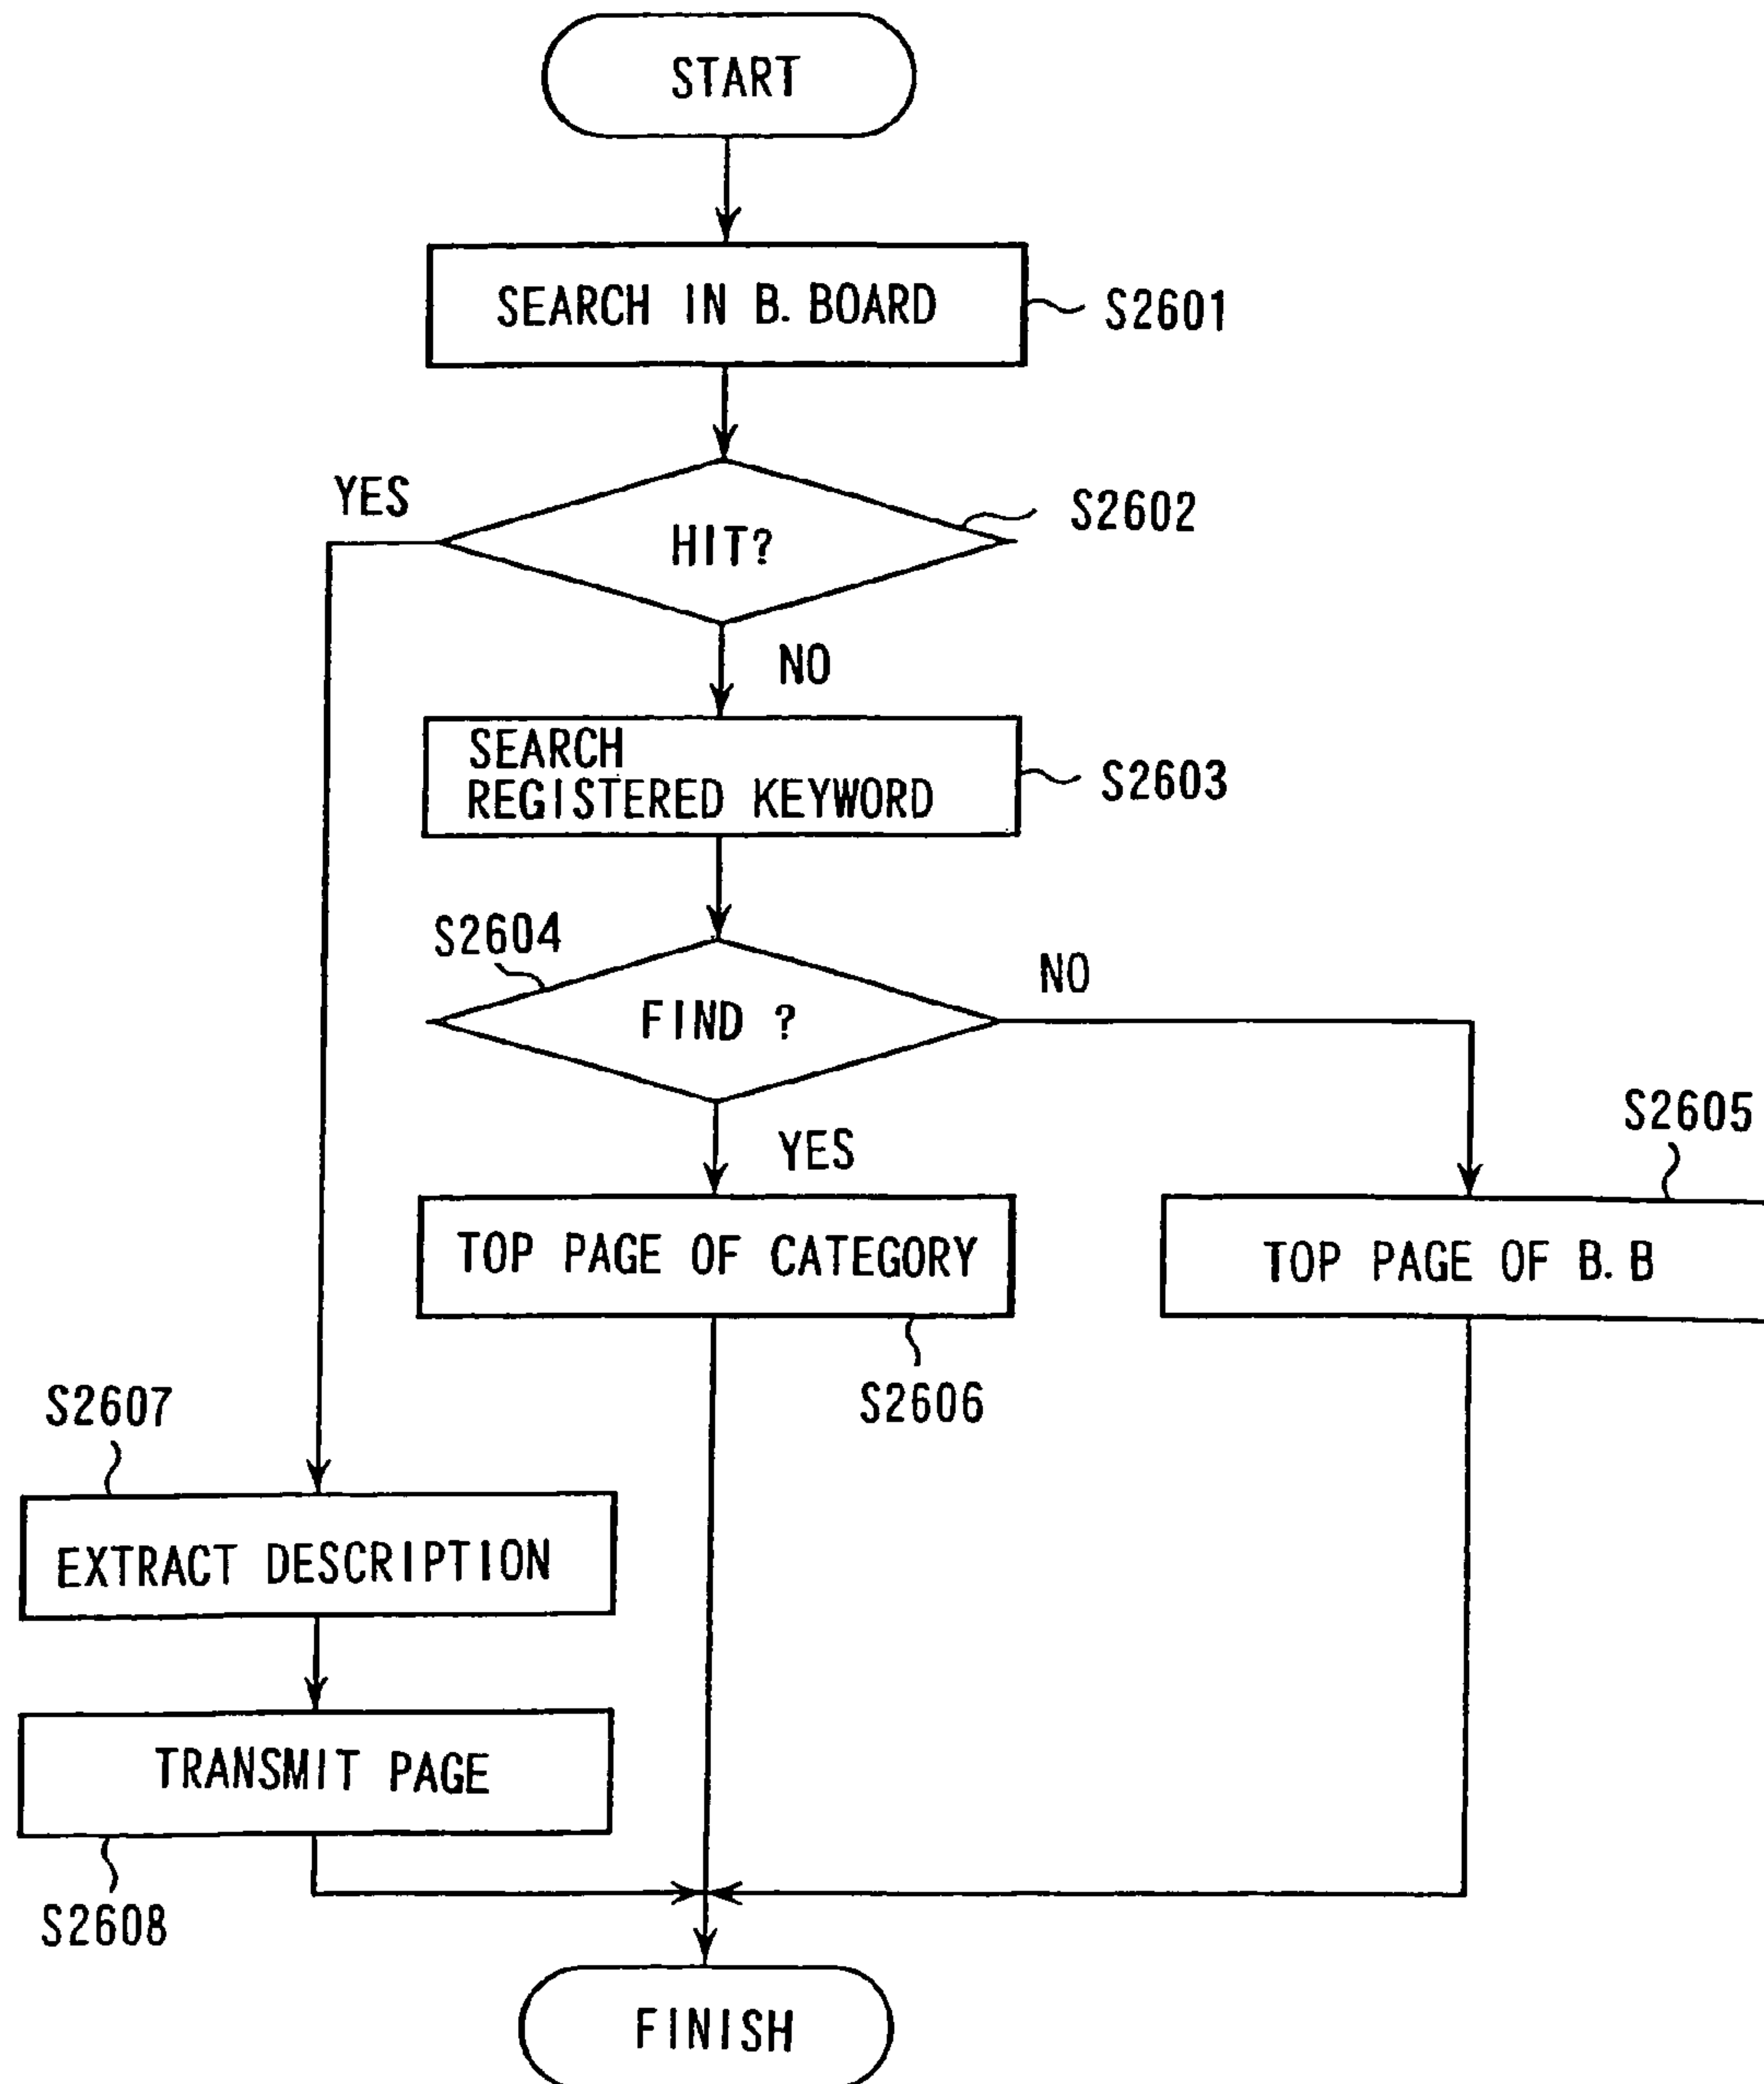 START
SEARCH IN B. BOARD
S2601
YES
HIT?
S2602
NO
SEARCH
REGISTERED KEYWORD
S2603
S2604
FIND ?
NO
YES
S2605
TOP PAGE OF CATEGORY
TOP PAGE OF B. B
S2606
S2607
EXTRACT DESCRIPTION
TRANSMIT PAGE
S2608
FINISH